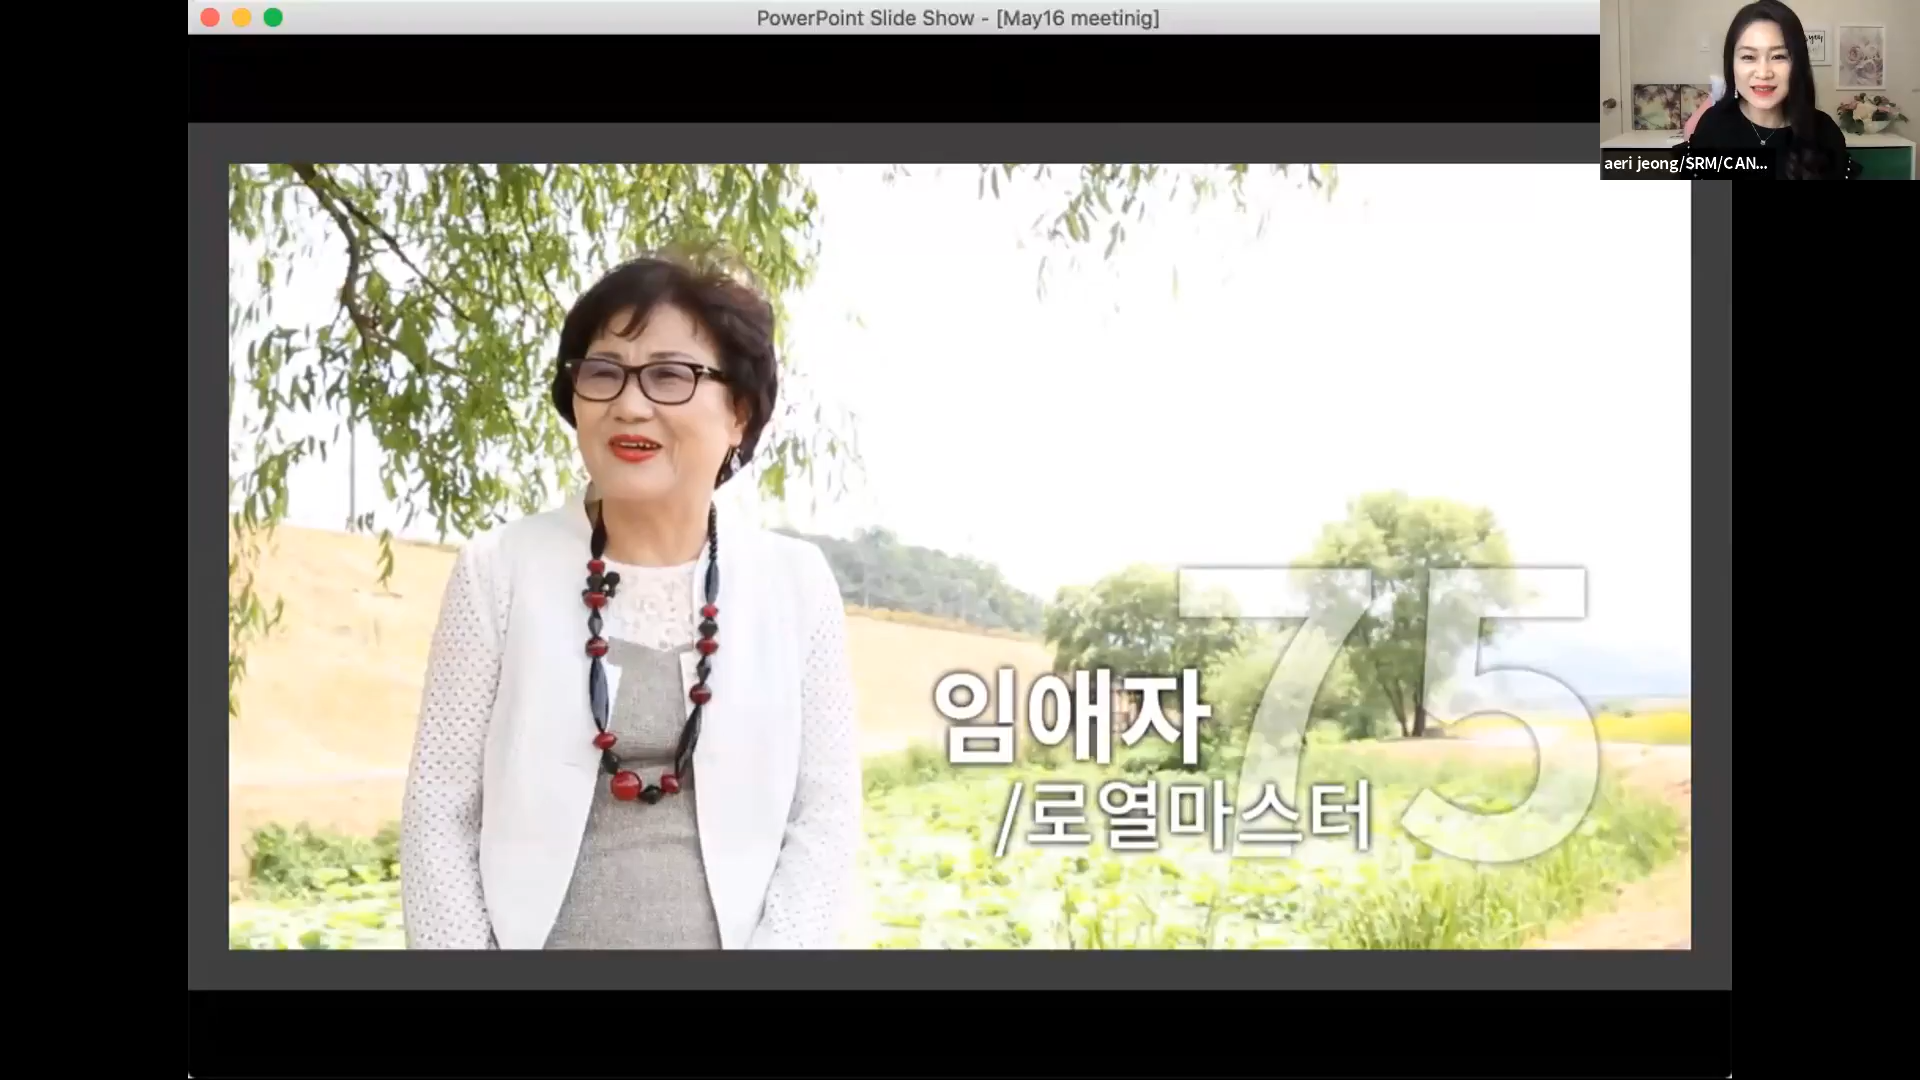 PowerPoint Slide Show - [May16 meetinig]
aeri jeong/SRM/CAN...
75
임애자
/로열마스터